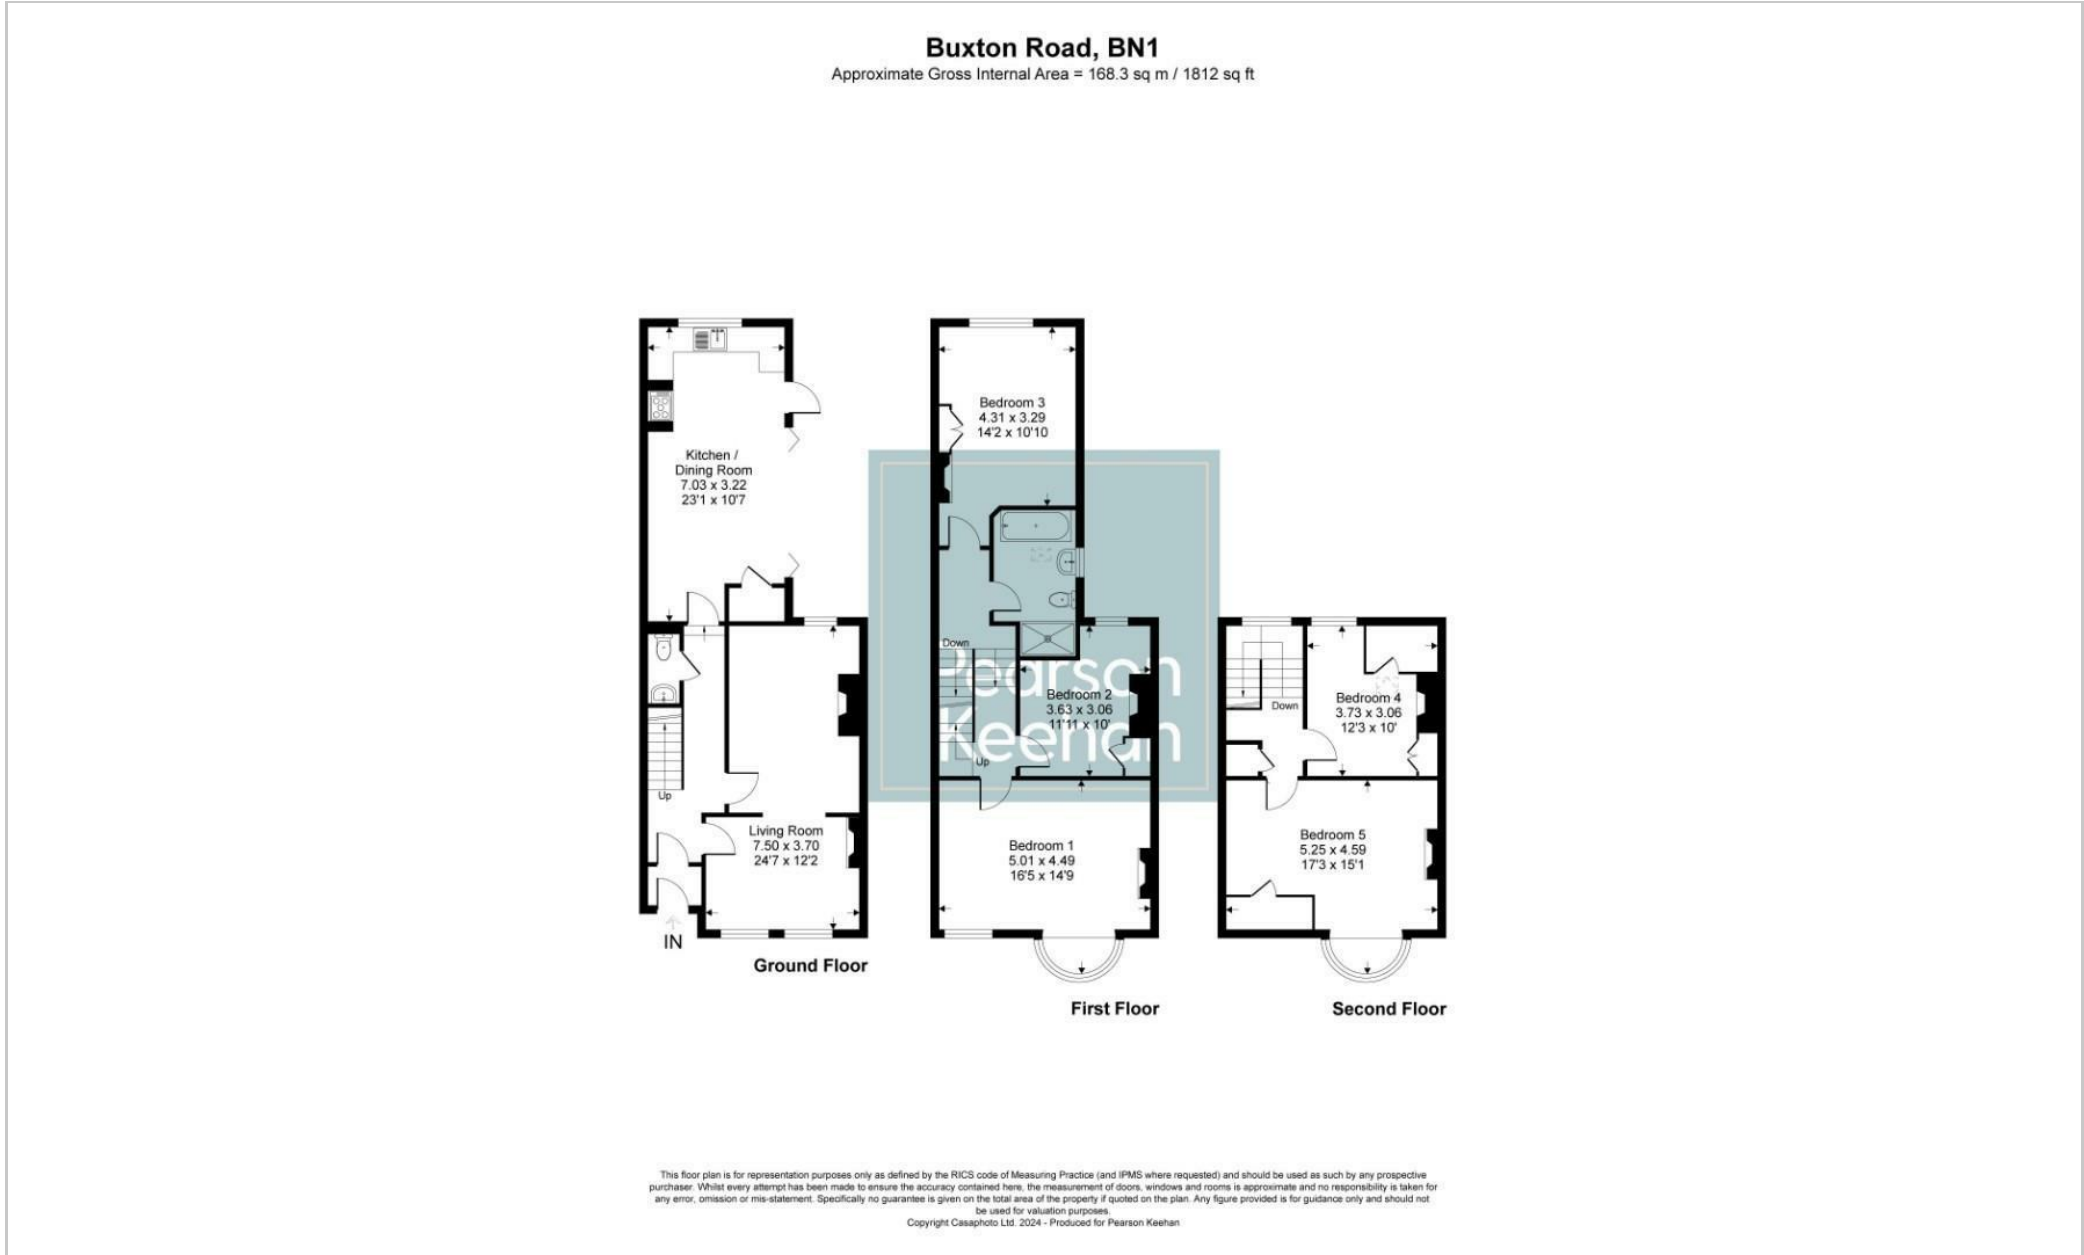 Buxton Road, BN1
Approximate Gross Internal Area = 168.3 sq m / 1812 sq ft
Kitchen /
Dining Room
7.03 x 3.22
23'1 x 10'7
Up
Living Room
7.50 x 3.70
24'7 x 12'2
IN
Ground Floor
Bedroom 3
4.31 x 3.29
14'2 x 10'10
Down
Pearson
Keehan
Bedroom 2
3.63 x 3.06
11'11 x 10'
Up
Bedroom 1
5.01 x 4.49
16'5 x 14'9
First Floor
Down
Bedroom 4
3.73 x 3.06
12'3 x 10'
Bedroom 5
5.25 x 4.59
17'3 x 15'1
Second Floor
This floor plan is for representation purposes only as defined by the RICS code of Measuring Practice (and IPMS where requested) and should be used as such by any prospective
purchaser. Whilst every attempt has been made to ensure the accuracy contained here, the measurement of doors, windows and rooms is approximate and no responsibility is taken for
any error, omission or mis-statement. Specifically no guarantee is given on the total area of the property if quoted on the plan. Any figure provided is for guidance only and should not
be used for valuation purposes.
Copyright Casaphoto Ltd. 2024 - Produced for Pearson Keehan